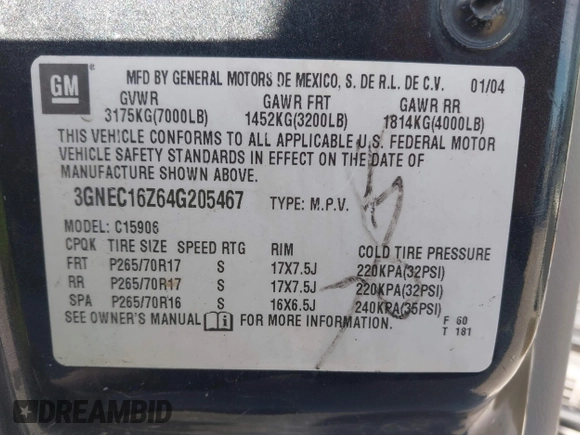 GM
MFD BY GENERAL MOTORS DE MEXICO, S. DE R.L. DE C.V. 01/04
GVWR GAWR FRT GAWR RR
3175KG(7000LB) 1452KG(3200LB) 1814KG(4000LB)
THIS VEHICLE CONFORMS TO ALL APPLICABLE U.S. FEDERAL MOTOR
VEHICLE SAFETY STANDARDS IN EFFECT ON THE DATE OF
MANUFACTURE SHOWN ABOVE.
3GNEC16Z64G205467 TYPE: M.P.V.
MODEL: C15906
CPQK TIRE SIZE SPEED RTG RIM COLD TIRE PRESSURE
FRT P265/70R17 S 17X7.5J 220KPA(32PSI)
RR P265/70R17 S 17X7.5J 220KPA(32PSI)
SPA P265/70R16 S 16X6.5J 240KPA(35PSI)
SEE OWNER'S MANUAL FOR MORE INFORMATION.
F 60
T 181
DREAMBID